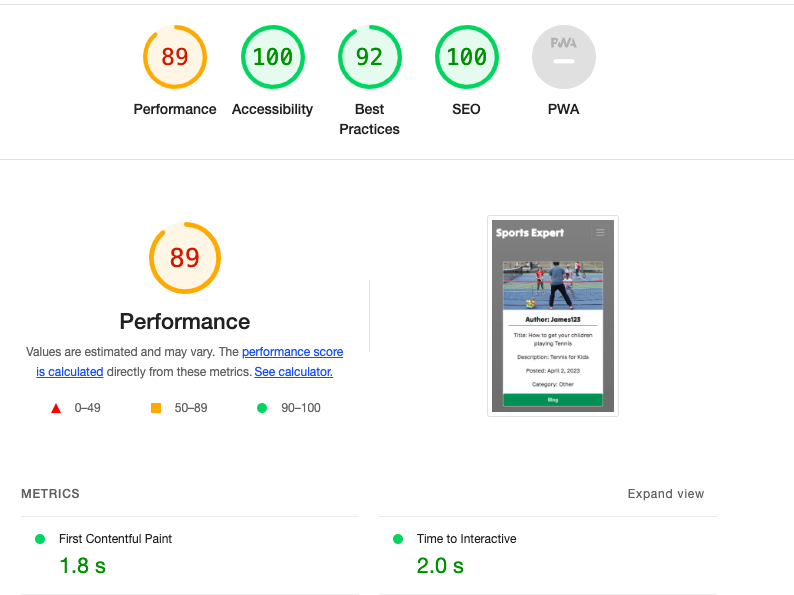 89
100
92
100
PWA
Performance
Accessibility
Best
Practices
SEO
PWA
89
Performance
Values are estimated and may vary. The performance score
is calculated directly from these metrics. See calculator.
0–49
50–89
90–100
Sports Expert
Author: James123
Title: How to get your children
playing Tennis
Description: Tennis for Kids
Posted: April 2, 2023
Category: Other
Blog
METRICS
Expand view
First Contentful Paint
1.8 s
Time to Interactive
2.0 s